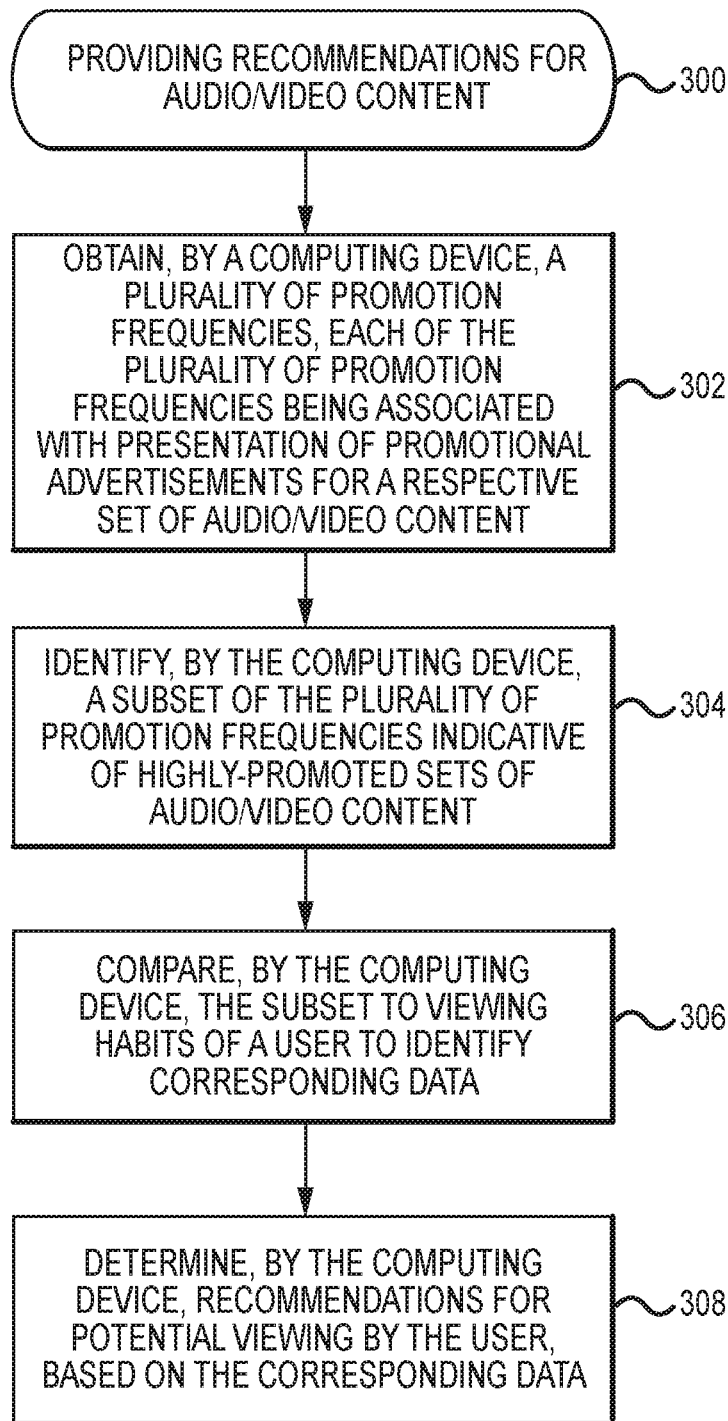 PROVIDING RECOMMENDATIONS FOR
AUDIO/VIDEO CONTENT
300
OBTAIN, BY A COMPUTING DEVICE, A
PLURALITY OF PROMOTION
FREQUENCIES, EACH OF THE
PLURALITY OF PROMOTION
FREQUENCIES BEING ASSOCIATED
WITH PRESENTATION OF PROMOTIONAL
ADVERTISEMENTS FOR A RESPECTIVE
SET OF AUDIO/VIDEO CONTENT
302
IDENTIFY, BY THE COMPUTING DEVICE,
A SUBSET OF THE PLURALITY OF
PROMOTION FREQUENCIES INDICATIVE
OF HIGHLY-PROMOTED SETS OF
AUDIO/VIDEO CONTENT
304
COMPARE, BY THE COMPUTING
DEVICE, THE SUBSET TO VIEWING
HABITS OF A USER TO IDENTIFY
CORRESPONDING DATA
306
DETERMINE, BY THE COMPUTING
DEVICE, RECOMMENDATIONS FOR
POTENTIAL VIEWING BY THE USER,
BASED ON THE CORRESPONDING DATA
308